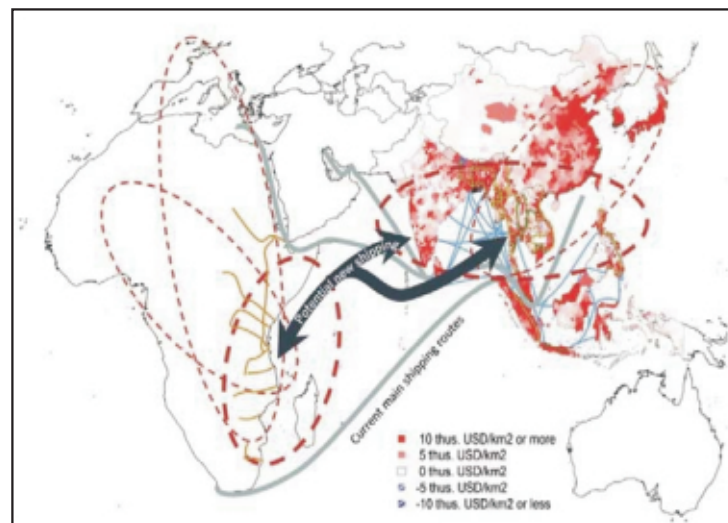 Potential new shipping
Current main shipping routes
10 thus. USD/km2 or more
5 thus. USD/km2
0 thus. USD/km2
-5 thus. USD/km2
-10 thus. USD/km2 or less